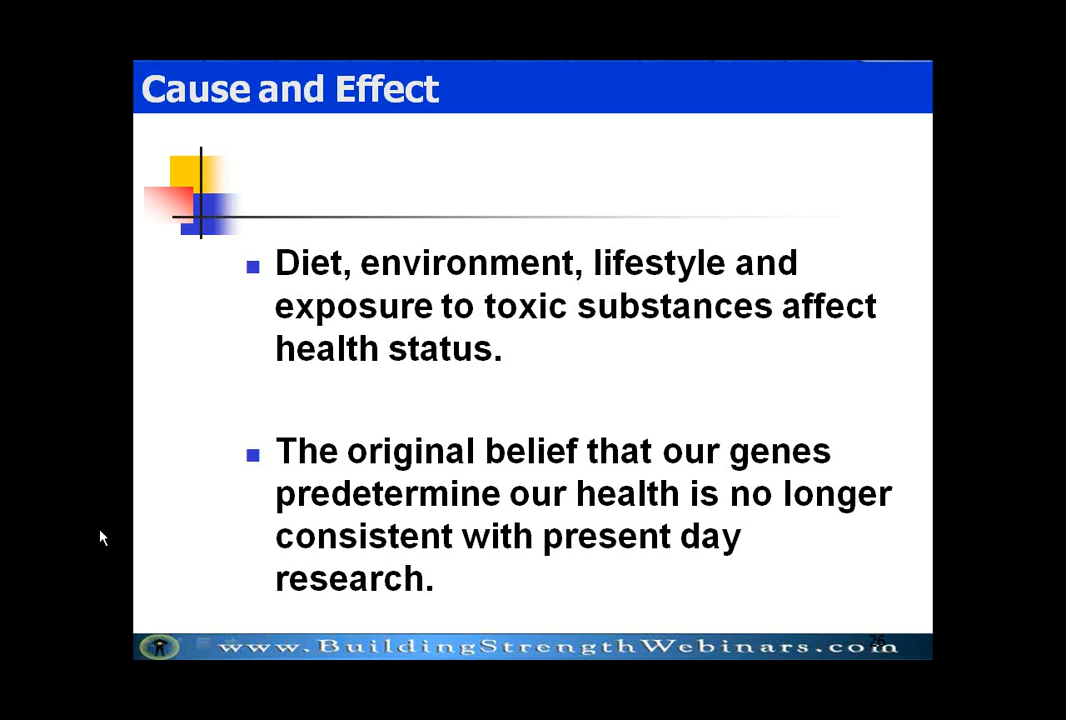 Cause and Effect
Diet, environment, lifestyle and
exposure to toxic substances affect
health status.
The original belief that our genes
predetermine our health is no longer
consistent with present day
research.
www.BuildingStrengthWebinars.com
26